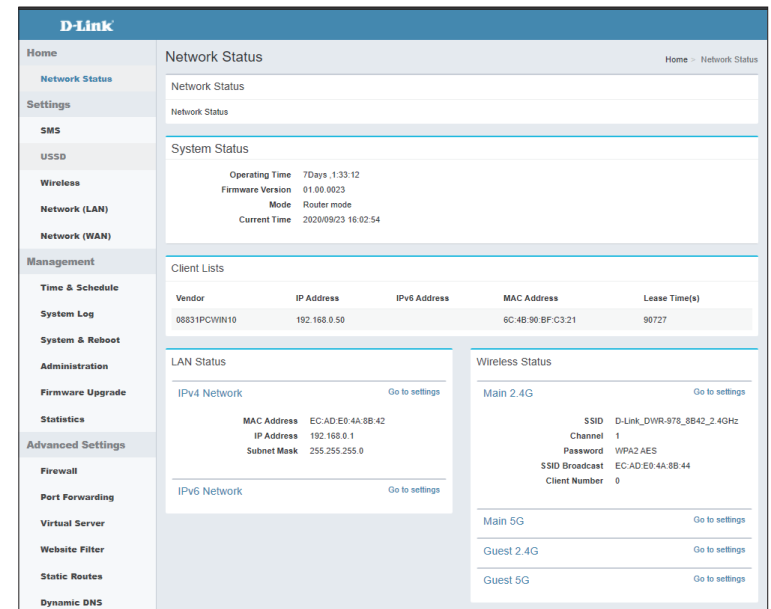 D-Link
Home
Network Status
Settings
SMS
USSD
Wireless
Network (LAN)
Network (WAN)
Management
Time & Schedule
System Log
System & Reboot
Administration
Firmware Upgrade
Statistics
Advanced Settings
Firewall
Port Forwarding
Virtual Server
Website Filter
Static Routes
Dynamic DNS
Network Status
Home > Network Status
Network Status
Network Status
System Status
Operating Time 7Days ,1:33:12
Firmware Version 01.00.0023
Mode Router mode
Current Time 2020/09/23 16:02:54
Client Lists
Vendor IP Address IPv6 Address MAC Address Lease Time(s)
08831PCWIN10 192.168.0.50 6C:4B:90:BF:C3:21 90727
LAN Status
IPv4 Network Go to settings
MAC Address EC:AD:E0:4A:8B:42
IP Address 192.168.0.1
Subnet Mask 255.255.255.0
IPv6 Network Go to settings
Wireless Status
Main 2.4G Go to settings
SSID D-Link_DWR-978_8B42_2.4GHz
Channel 1
Password WPA2 AES
SSID Broadcast EC:AD:E0:4A:8B:44
Client Number 0
Main 5G Go to settings
Guest 2.4G Go to settings
Guest 5G Go to settings